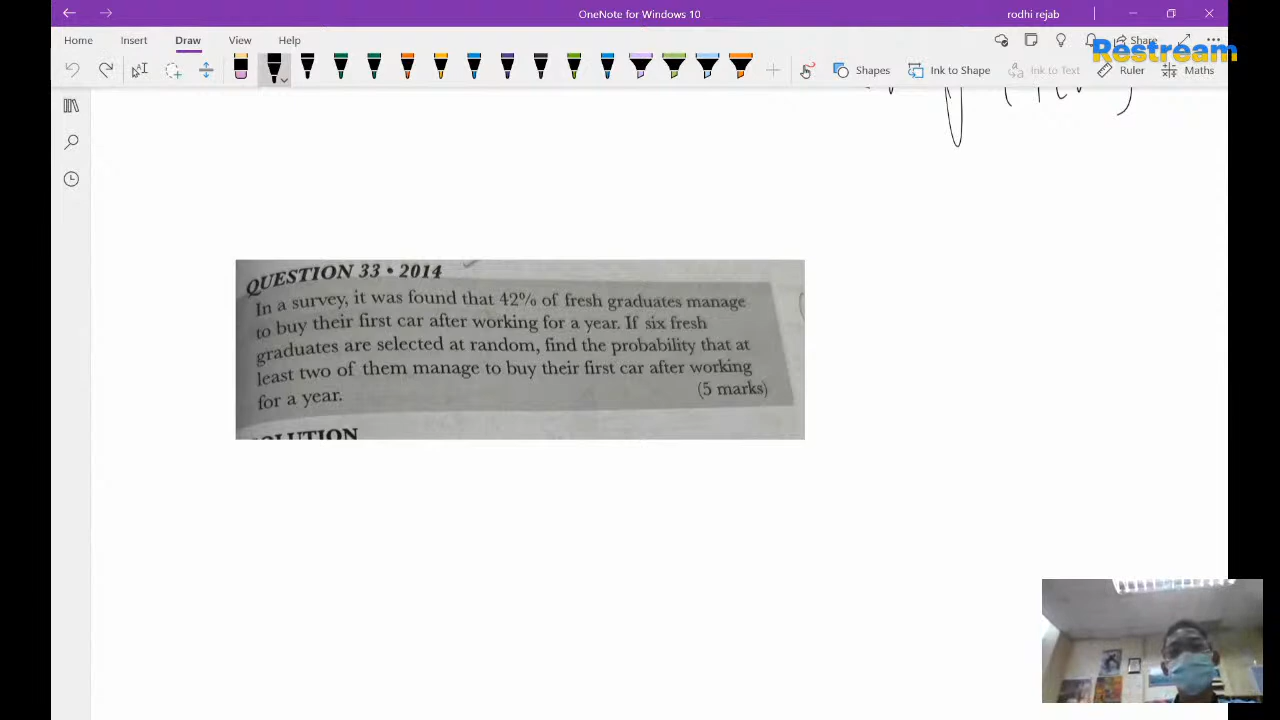 OneNote for Windows 10
rodhi rejab
Home
Insert
Draw
View
Help
Share
Restream
Shapes
Ink to Shape
Ink to Text
Ruler
Maths
QUESTION 33 • 2014
In a survey, it was found that 42% of fresh graduates manage
to buy their first car after working for a year. If six fresh
graduates are selected at random, find the probability that at
least two of them manage to buy their first car after working
for a year.
(5 marks)
SOLUTION